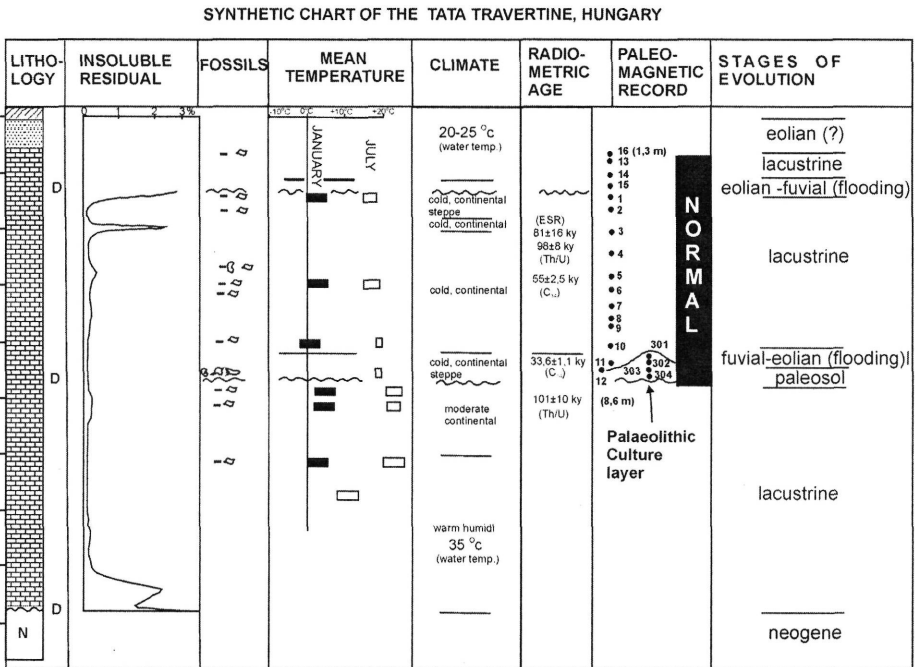 SYNTHETIC CHART OF THE TATA TRAVERTINE, HUNGARY
LITHO-
LOGY
INSOLUBLE
RESIDUAL
FOSSILS
MEAN
TEMPERATURE
CLIMATE
RADIO-
METRIC
AGE
PALEO-
MAGNETIC
RECORD
STAGES OF
EVOLUTION
0 1 2 3%
-10°C 0°C +10°C +20°C
JANUARY
JULY
D
D
D
N
20-25 °c
(water temp.)
cold, continental
steppe
cold, continental
cold, continental
cold, continental
steppe
moderate
continental
warm humidl
35 °c
(water temp.)
(ESR)
81±16 ky
98±8 ky
(Th/U)
55±2,5 ky
33,6±1,1 ky
101±10 ky
(Th/U)
16 (1,3 m)
13
14
15
1
2
3
4
5
6
7
8
9
10
11
12
301
302
303
304
(8,6 m)
NORMAL
Palaeolithic
Culture
layer
eolian (?)
lacustrine
eolian -fuvial (flooding)
lacustrine
fuvial-eolian (flooding)l
paleosol
lacustrine
neogene